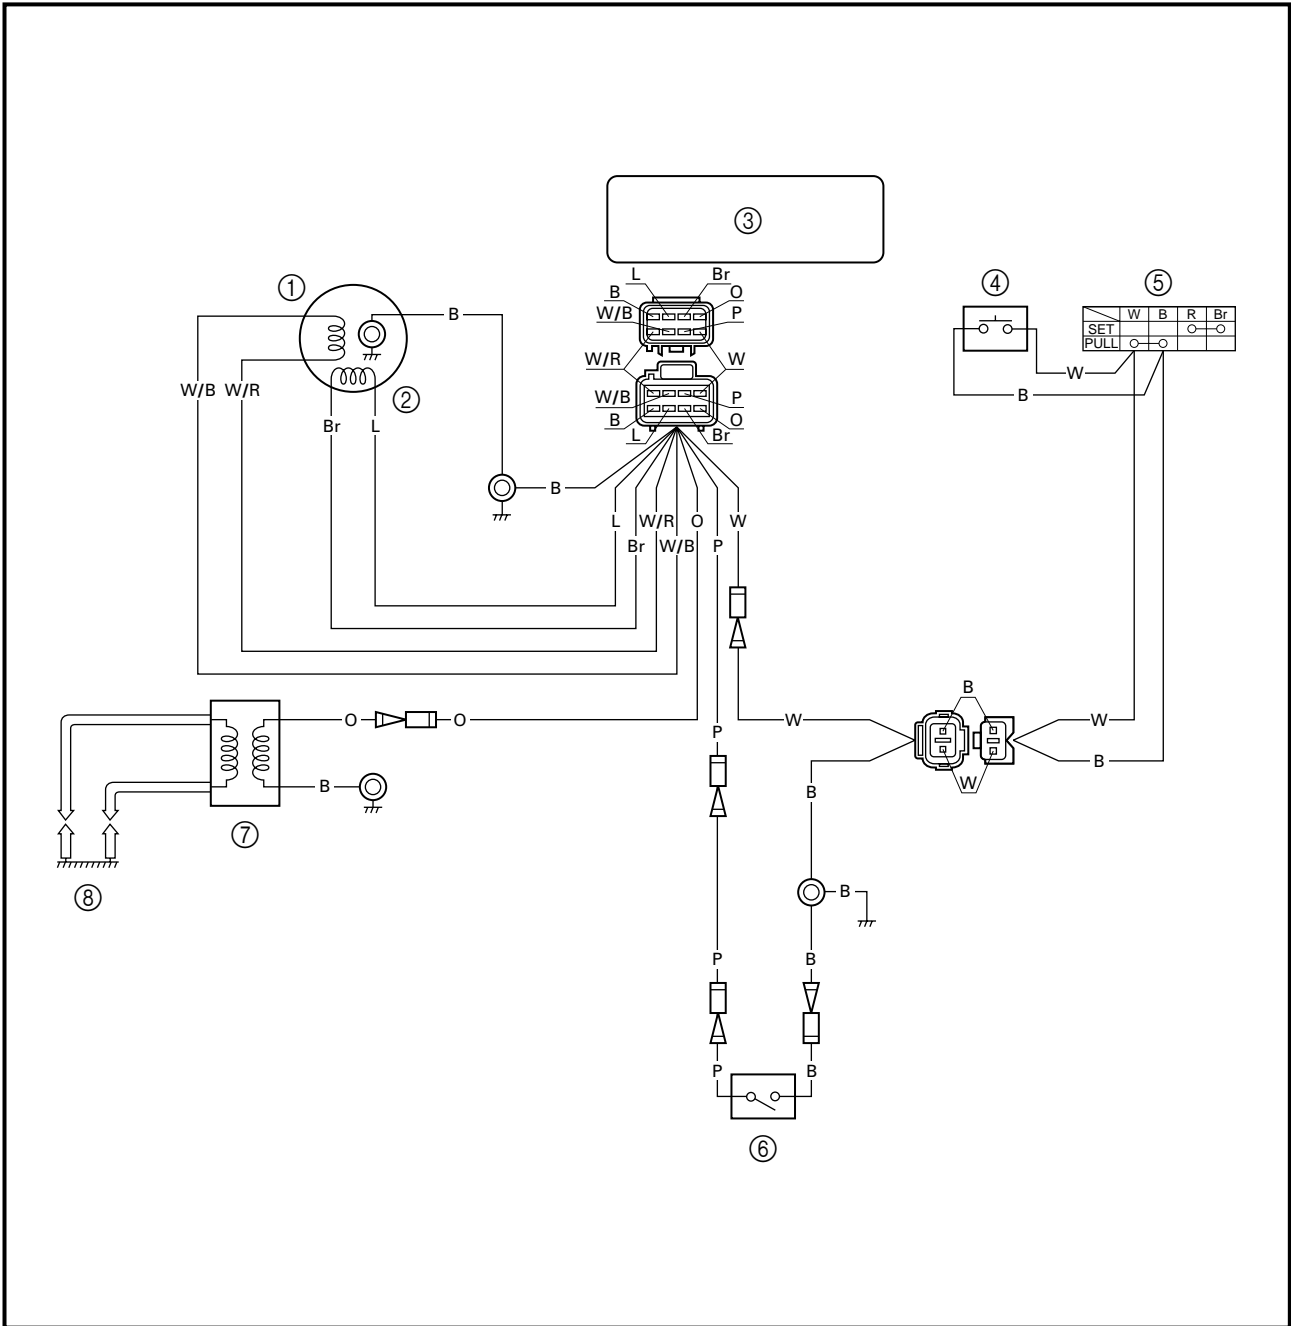 ③
L Br
① ④ ⑤
B O
W B R Br
B W/B P
SET
PULL
W/R W
W
W/B W/R ② W/B P B
B O
Br L L Br
B
L W/R O W
Br W/B P
B
O O P W W
B
B B W
⑦
B B
⑧
P B
P B
⑥